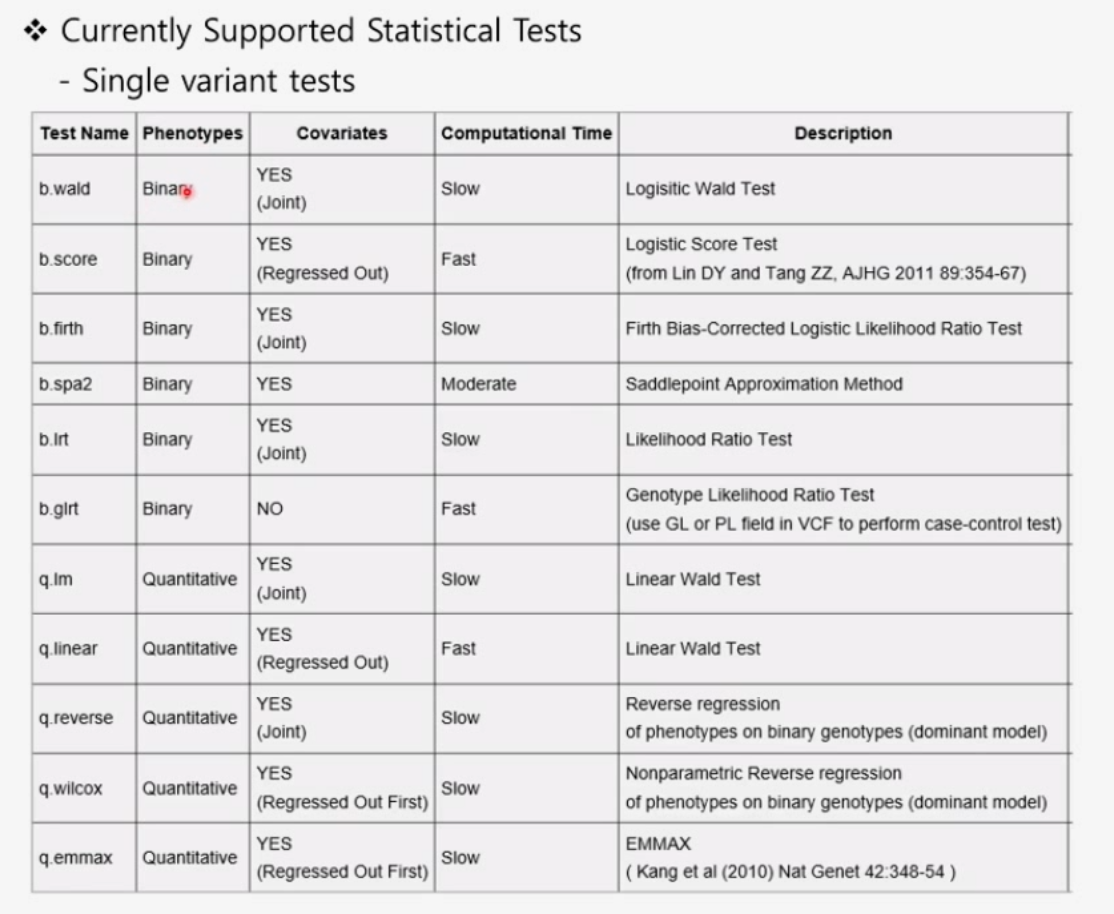 ❖ Currently Supported Statistical Tests
- Single variant tests
Test Name Phenotypes Covariates Computational Time Description
b.wald Binary YES (Joint) Slow Logisitic Wald Test
b.score Binary YES (Regressed Out) Fast Logistic Score Test (from Lin DY and Tang ZZ, AJHG 2011 89:354-67)
b.firth Binary YES (Joint) Slow Firth Bias-Corrected Logistic Likelihood Ratio Test
b.spa2 Binary YES Moderate Saddlepoint Approximation Method
b.lrt Binary YES (Joint) Slow Likelihood Ratio Test
b.glrt Binary NO Fast Genotype Likelihood Ratio Test (use GL or PL field in VCF to perform case-control test)
q.lm Quantitative YES (Joint) Slow Linear Wald Test
q.linear Quantitative YES (Regressed Out) Fast Linear Wald Test
q.reverse Quantitative YES (Joint) Slow Reverse regression of phenotypes on binary genotypes (dominant model)
q.wilcox Quantitative YES (Regressed Out First) Slow Nonparametric Reverse regression of phenotypes on binary genotypes (dominant model)
q.emmax Quantitative YES (Regressed Out First) Slow EMMAX ( Kang et al (2010) Nat Genet 42:348-54 )